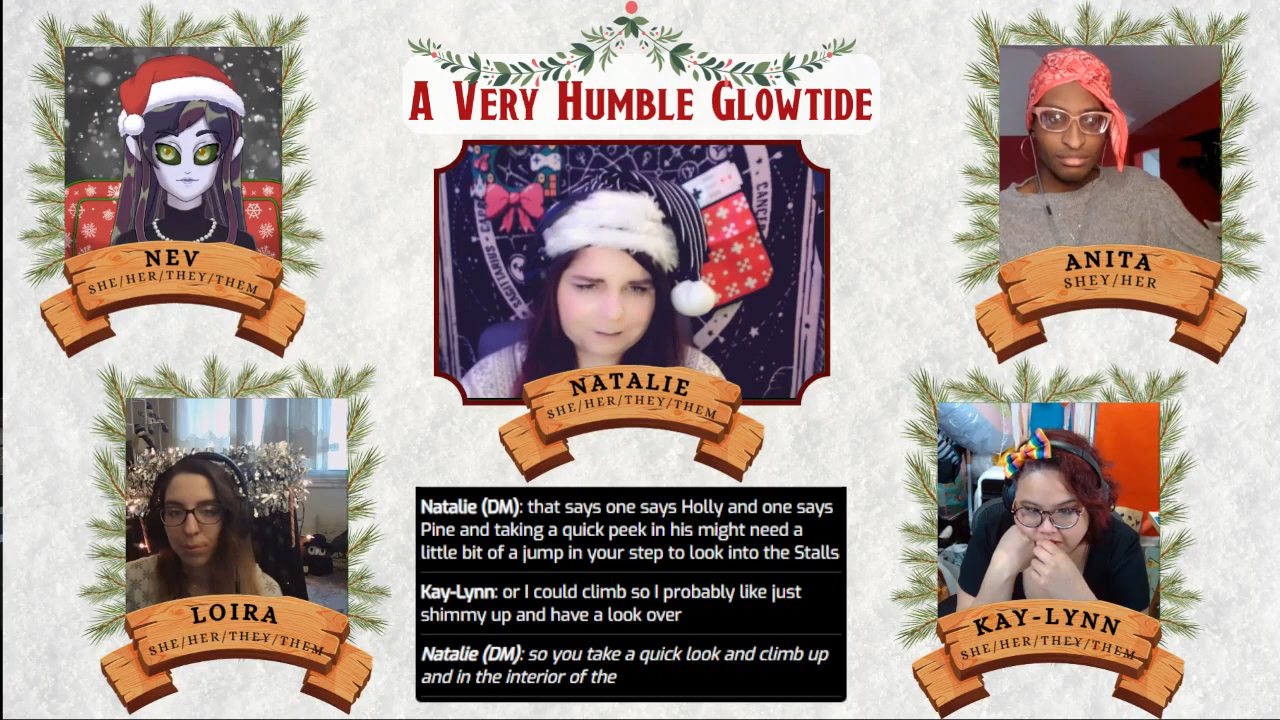 A Very Humble Glowtide
NEV
SHE/HER/THEY/THEM
NATALIE
SHE/HER/THEY/THEM
ANITA
SHEY/HER
LOIRA
SHE/HER/THEY/THEM
Natalie (DM): that says one says Holly and one says
Pine and taking a quick peek in his might need a
little bit of a jump in your step to look into the Stalls
Kay-Lynn: or I could climb so I probably like just
shimmy up and have a look over
Natalie (DM): so you take a quick look and climb up
and in the interior of the
KAY-LYNN
SHE/HER/THEY/THEM
CANCE
SAGITTARIUS